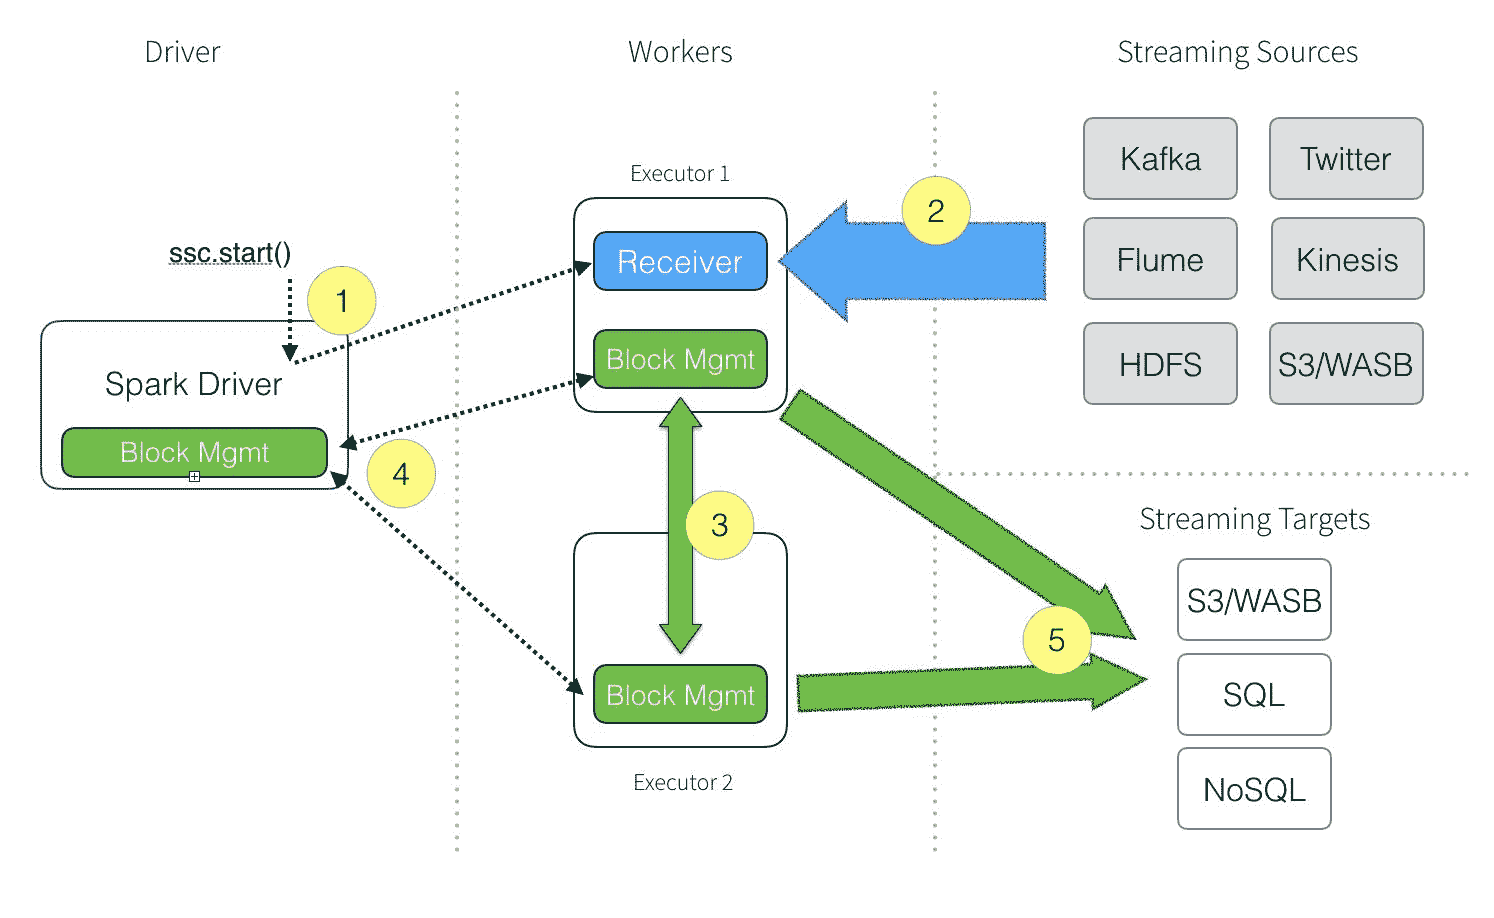 Driver
Workers
Streaming Sources
Executor 1
Kafka
Twitter
2
ssc.start()
Receiver
Flume
Kinesis
1
Block Mgmt
HDFS
S3/WASB
Spark Driver
Block Mgmt
4
3
Streaming Targets
S3/WASB
5
Block Mgmt
SQL
Executor 2
NoSQL